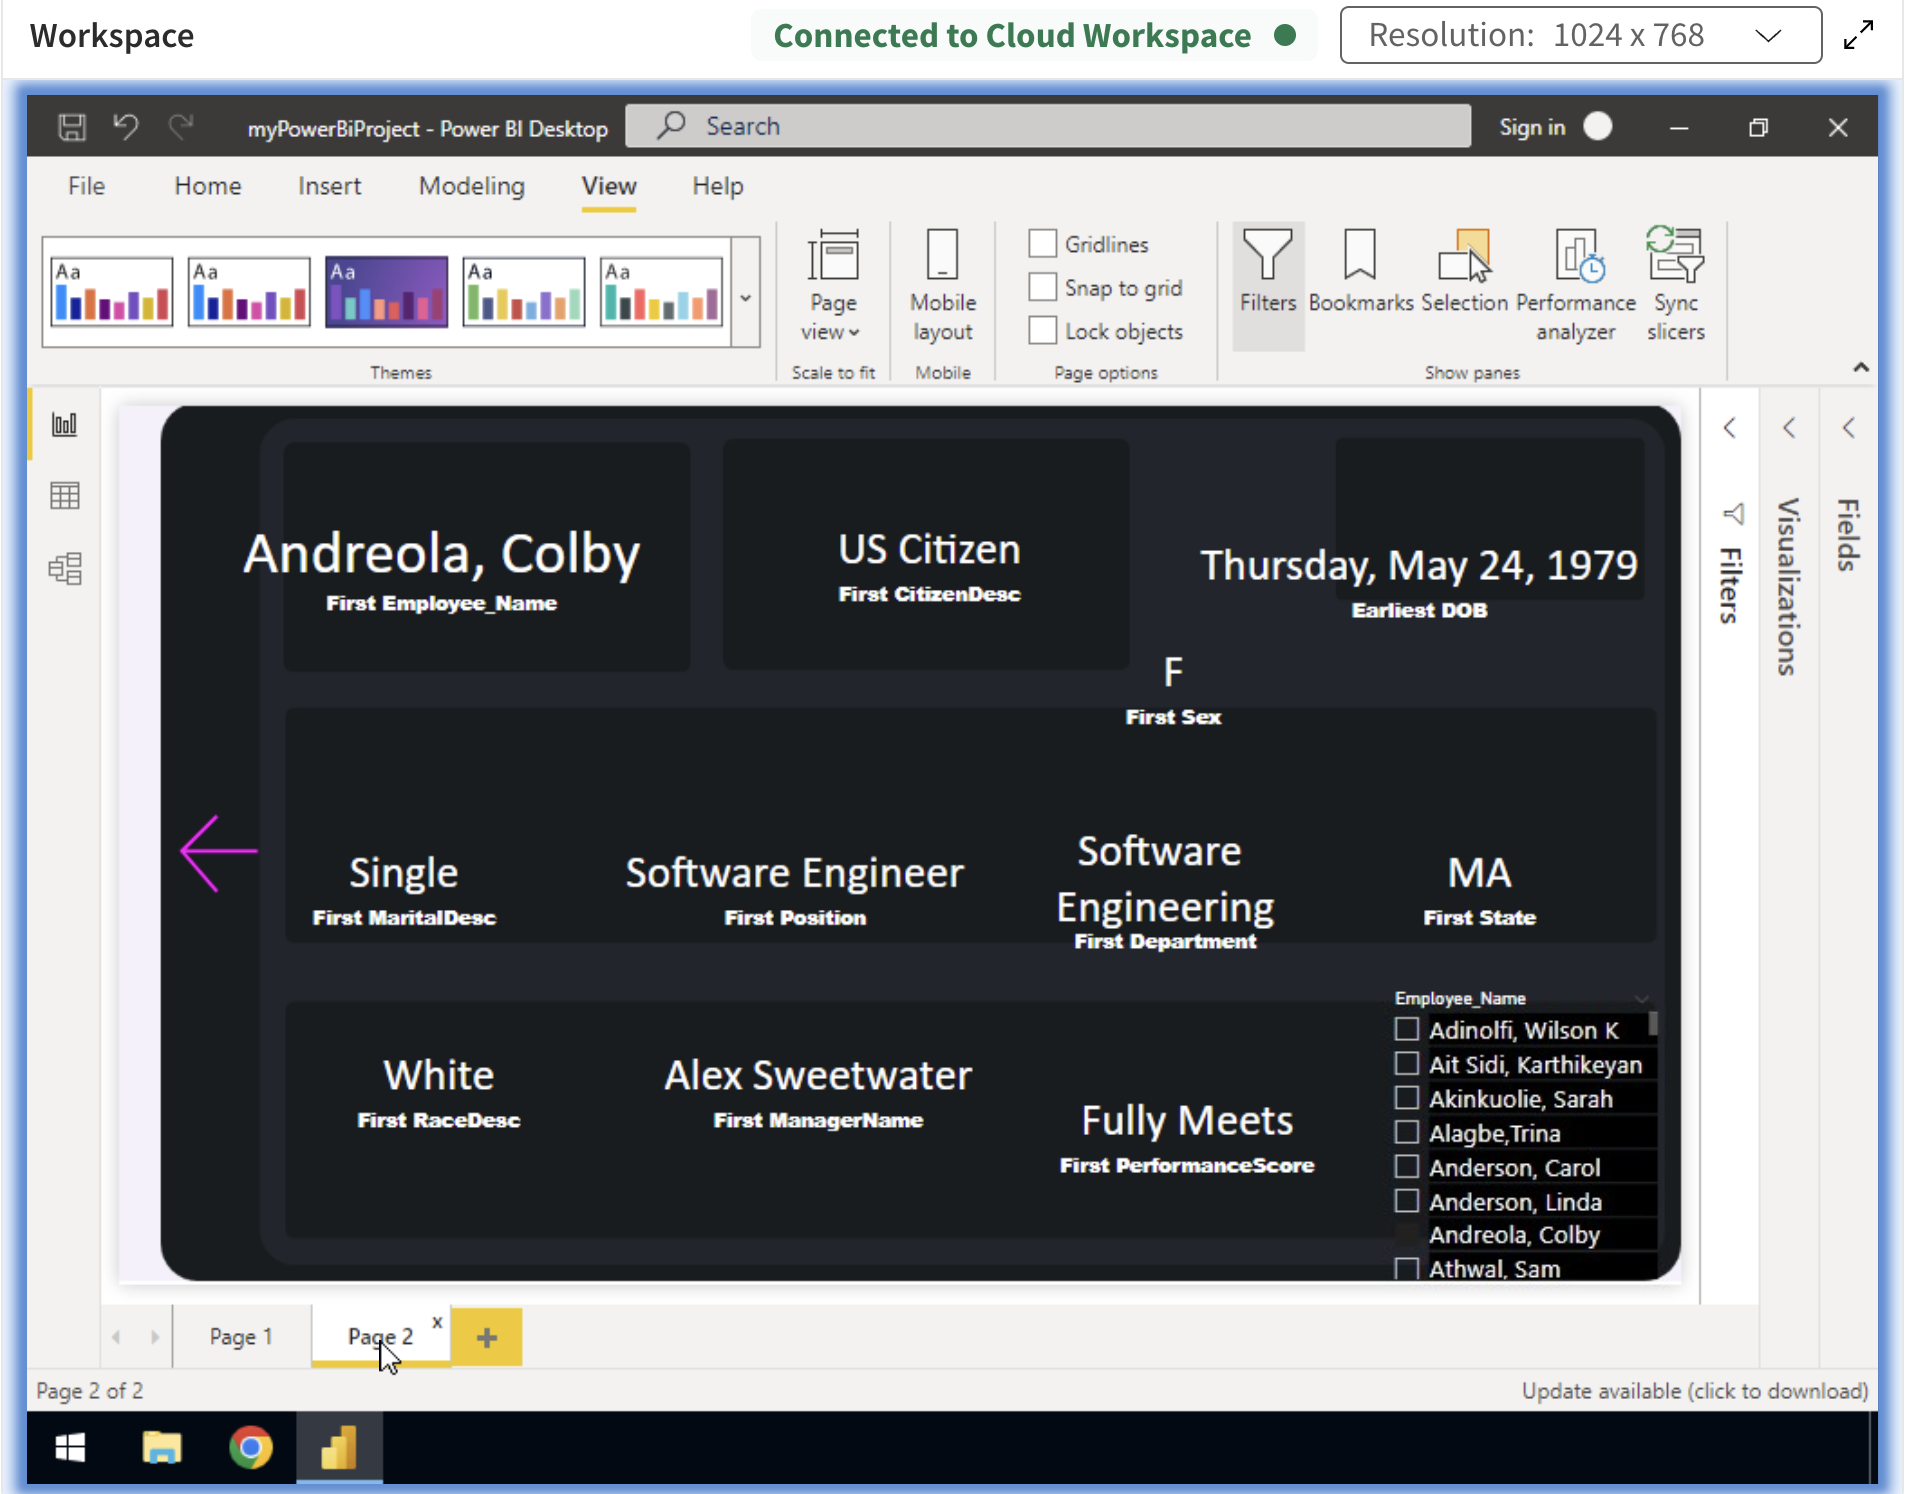 Workspace
Connected to Cloud Workspace
Resolution: 1024 x 768
myPowerBiProject - Power BI Desktop
Search
Sign in
File
Home
Insert
Modeling
View
Help
Aa
Aa
Aa
Aa
Aa
Themes
Page
view
Scale to fit
Mobile
layout
Mobile
Gridlines
Snap to grid
Lock objects
Page options
Filters
Bookmarks
Selection
Performance
analyzer
Sync
slicers
Show panes
Andreola, Colby
First Employee_Name
US Citizen
First CitizenDesc
Thursday, May 24, 1979
Earliest DOB
F
First Sex
Single
First MaritalDesc
Software Engineer
First Position
Software
Engineering
First Department
MA
First State
White
First RaceDesc
Alex Sweetwater
First ManagerName
Fully Meets
First PerformanceScore
Employee_Name
Adinolfi, Wilson K
Ait Sidi, Karthikeyan
Akinkuolie, Sarah
Alagbe,Trina
Anderson, Carol
Anderson, Linda
Andreola, Colby
Athwal, Sam
Filters
Visualizations
Fields
Page 1
Page 2
x
+
Page 2 of 2
Update available (click to download)